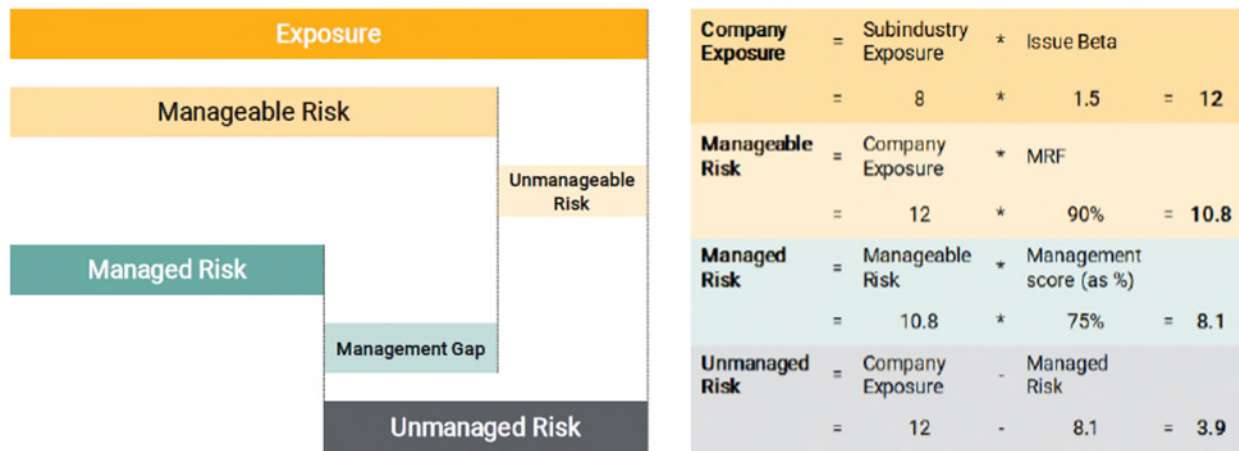 Exposure
Manageable Risk
Unmanageable
Risk
Managed Risk
Management Gap
Unmanaged Risk
Company Exposure = Subindustry Exposure * Issue Beta
= 8 * 1.5 = 12
Manageable Risk = Company Exposure * MRF
= 12 * 90% = 10.8
Managed Risk = Manageable Risk * Management score (as %)
= 10.8 * 75% = 8.1
Unmanaged Risk = Company Exposure - Managed Risk
= 12 - 8.1 = 3.9